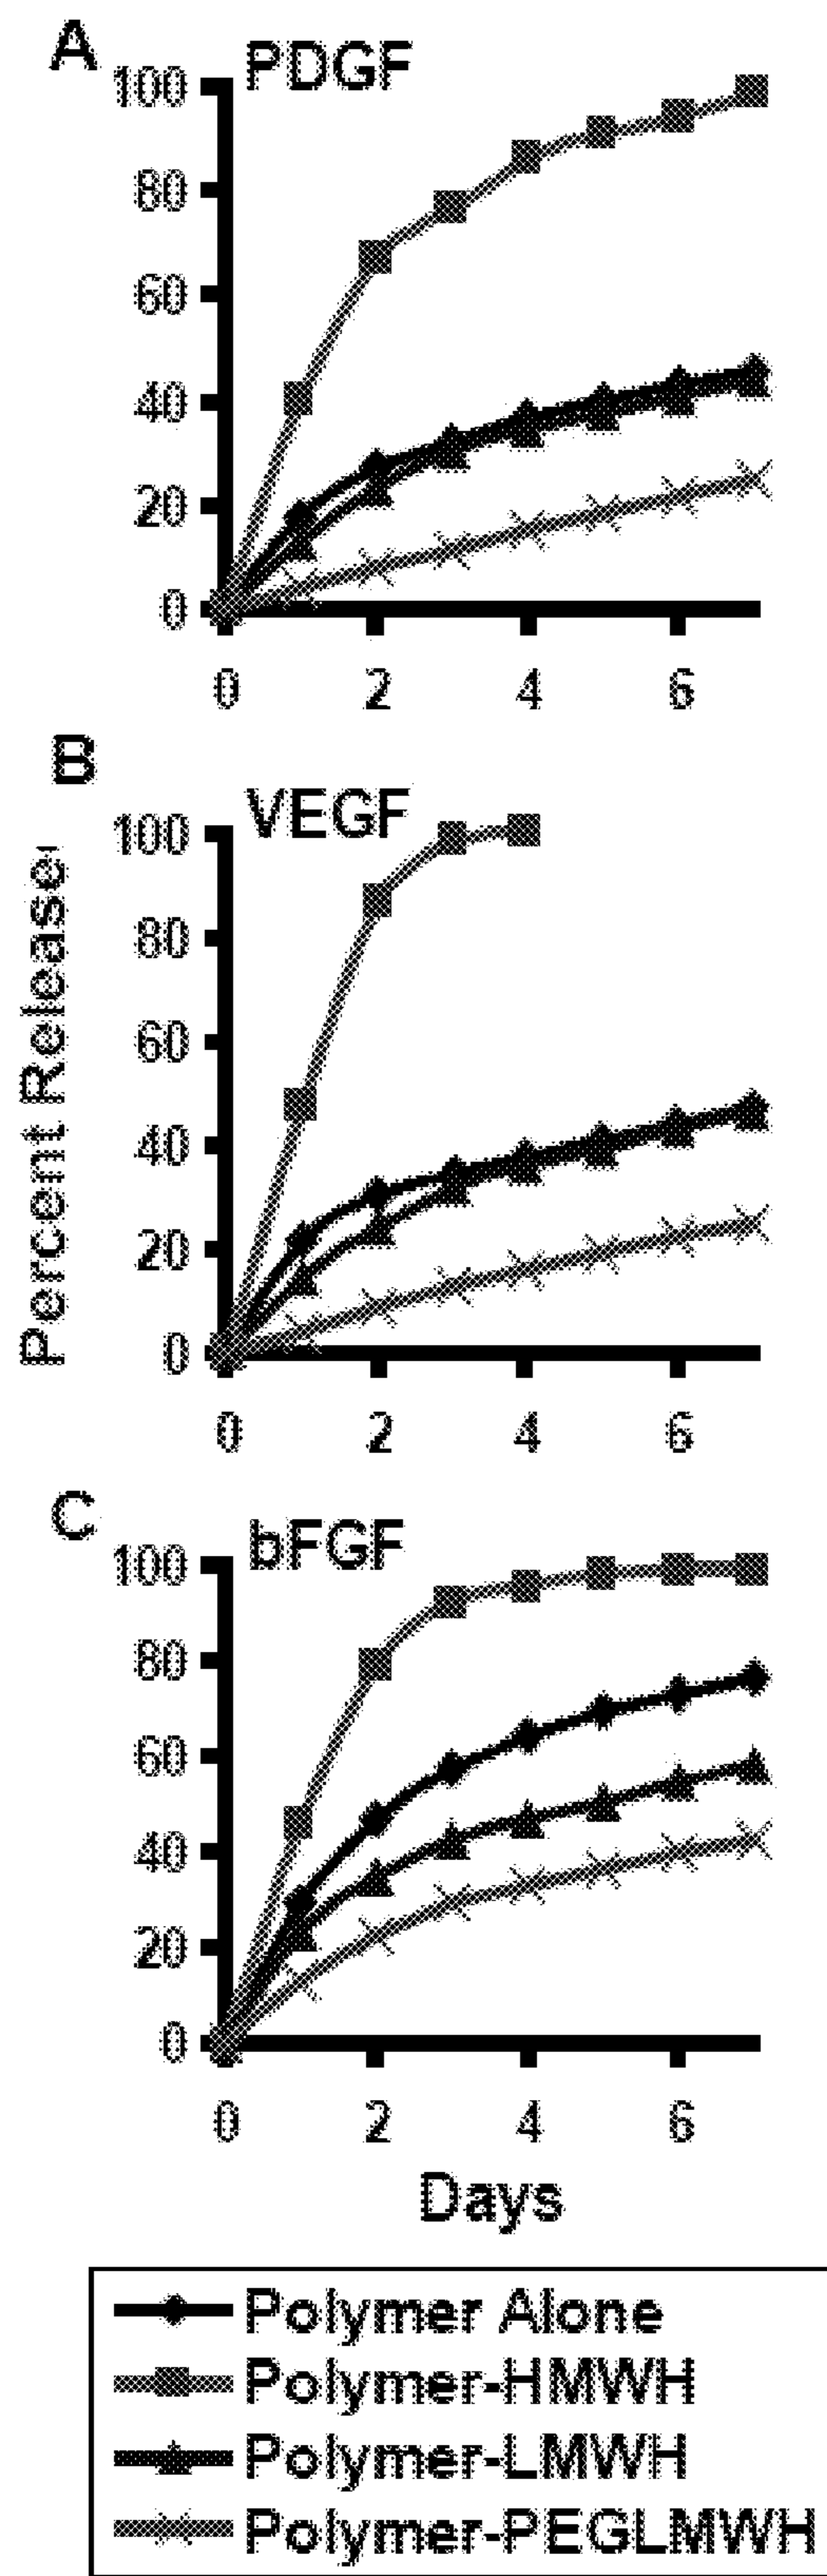 A
PDGF
100
80
60
40
20
0
0 2 4 6
B
VEGF
Percent Release
100
80
60
40
20
0
0 2 4 6
C
bFGF
100
80
60
40
20
0
0 2 4 6
Days
Polymer Alone
Polymer-HMWH
Polymer-LMWH
Polymer-PEGLMWH